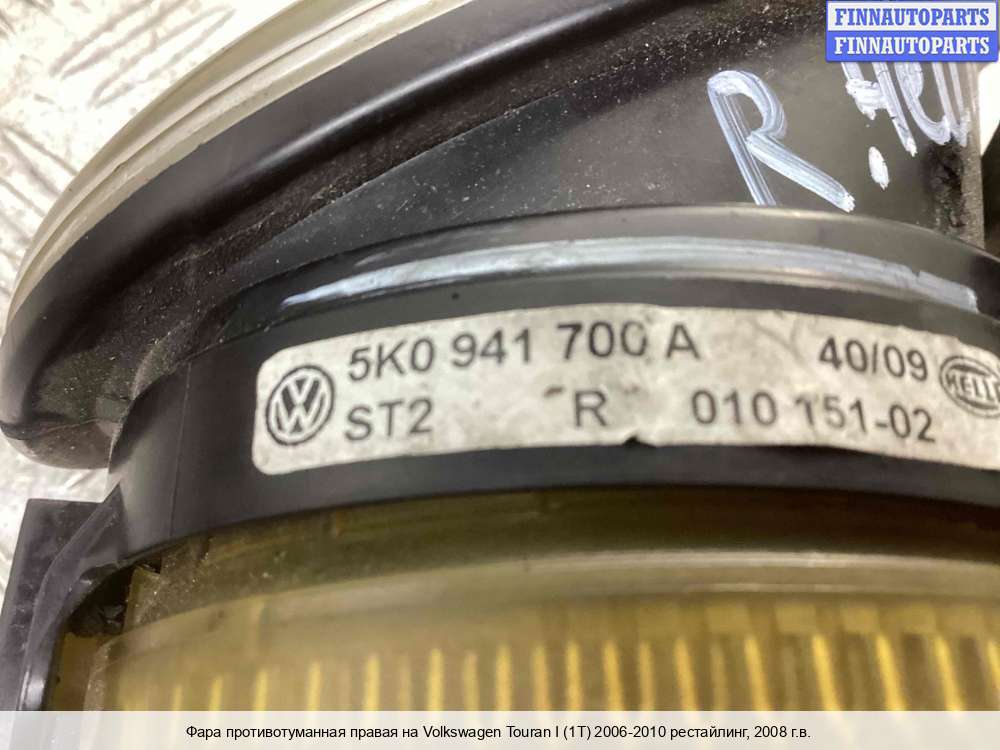 FINNAUTOPARTS
FINNAUTOPARTS
5K0 941 700 A 40/09
ST2 R 010 151-02
Фара противотуманная правая на Volkswagen Touran I (1T) 2006-2010 рестайлинг, 2008 г.в.